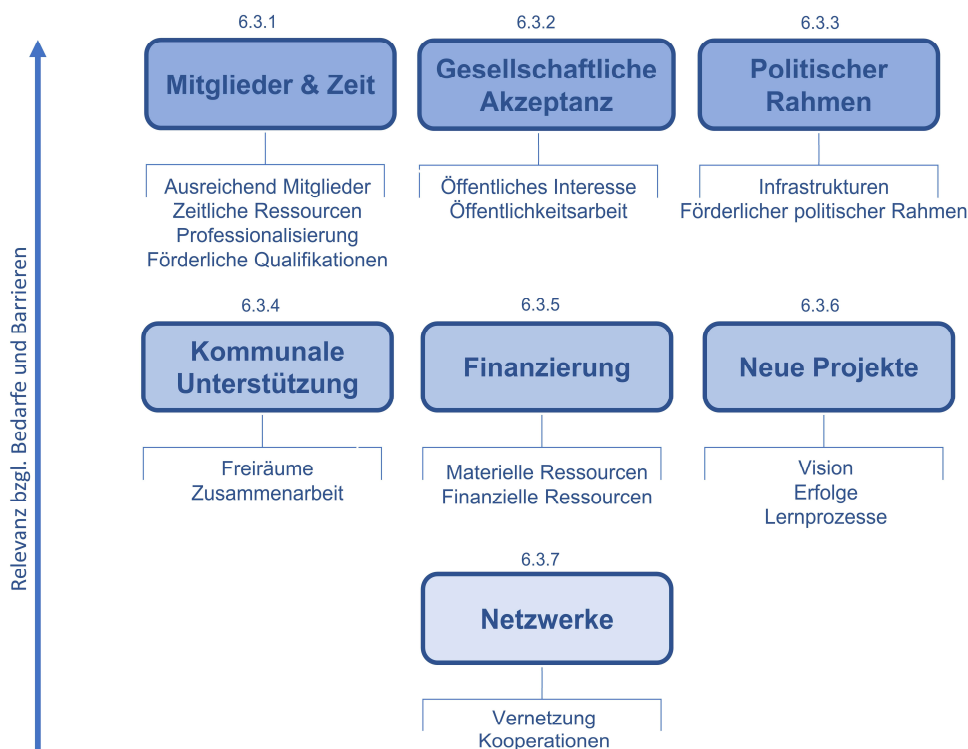 6.3.1
Mitglieder & Zeit
Ausreichend Mitglieder
Zeitliche Ressourcen
Professionalisierung
Förderliche Qualifikationen
6.3.2
Gesellschaftliche
Akzeptanz
Öffentliches Interesse
Öffentlichkeitsarbeit
6.3.3
Politischer
Rahmen
Infrastrukturen
Förderlicher politischer Rahmen
6.3.4
Kommunale
Unterstützung
Freiräume
Zusammenarbeit
6.3.5
Finanzierung
Materielle Ressourcen
Finanzielle Ressourcen
6.3.6
Neue Projekte
Vision
Erfolge
Lernprozesse
6.3.7
Netzwerke
Vernetzung
Kooperationen
Relevanz bzgl. Bedarfe und Barrieren